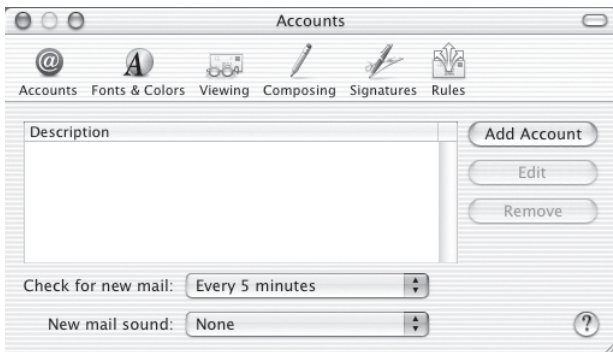 Accounts
@
A
Accounts Fonts & Colors Viewing Composing Signatures Rules
Description
Add Account
Edit
Remove
Check for new mail: Every 5 minutes
New mail sound: None
?